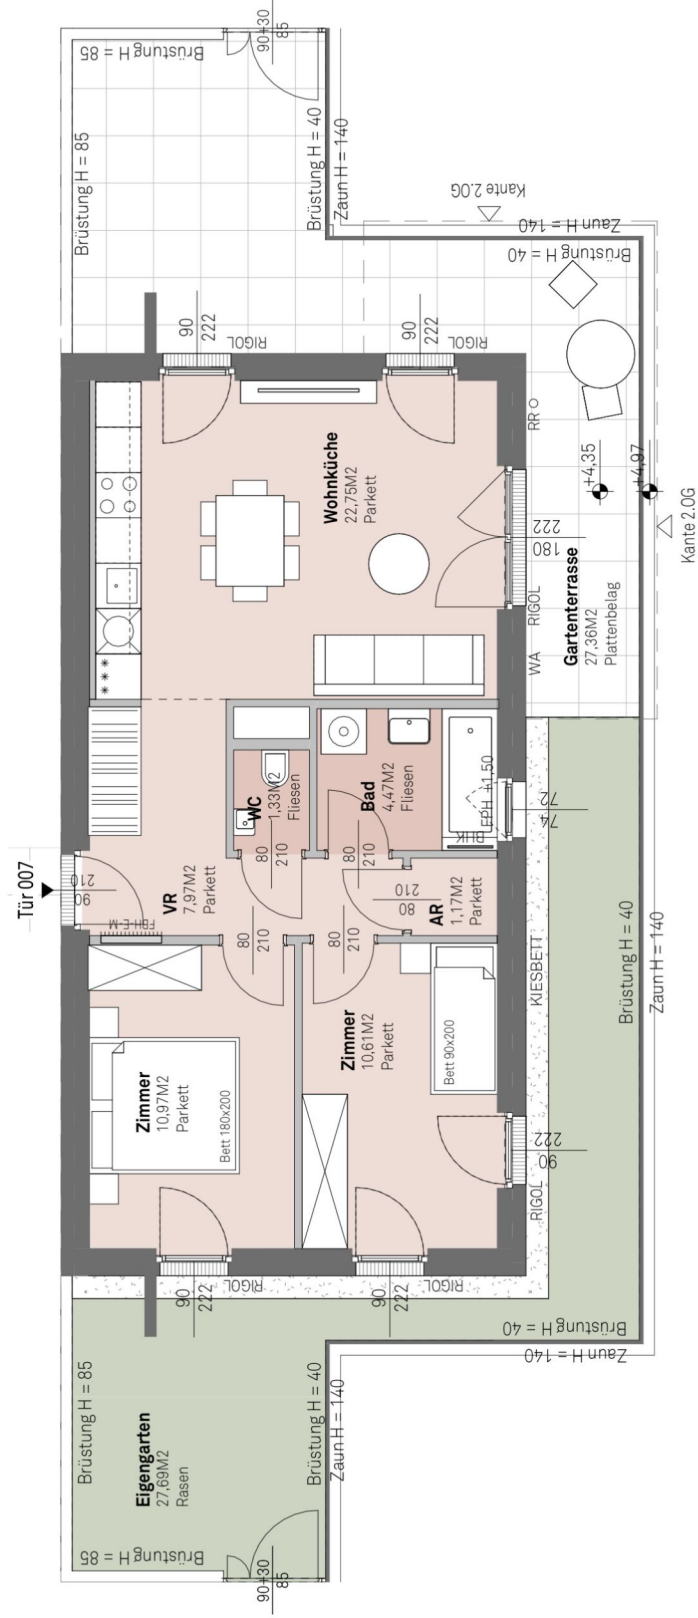 90+30
85
Brüstung H = 85
Brüstung H = 85
Brüstung H = 40
Zaun H = 140
Kante 2.OG
Zaun H = 140
Brüstung H = 40
90
222
RIGOL
90
222
RIGOL
RR
Wohnküche
22,75M2
Parkett
+4,35
+4,97
Kante 2.OG
180
222
RIGOL
WA
Gartenterrasse
27,36M2
Plattenbelag
WC
1,33M2
Fliesen
Bad
4,47M2
Fliesen
FPH +1,50
BHK
74
72
Tür 007
90
210
VR
7,97M2
Parkett
FBH-E-M
80
210
80
210
80
210
AR
1,17M2
Parkett
80
210
80
210
KIESBETT
Brüstung H = 40
Zaun H = 140
Zimmer
10,97M2
Parkett
Bett 180x200
Zimmer
10,61M2
Parkett
Bett 90x200
90
222
RIGOL
90
222
RIGOL
90
222
RIGOL
Brüstung H = 40
Zaun H = 140
Brüstung H = 85
Eigengarten
27,69M2
Rasen
Brüstung H = 40
Zaun H = 140
Brüstung H = 85
90+30
85